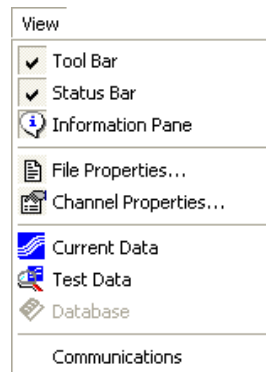 View
Tool Bar
Status Bar
Information Pane
File Properties...
Channel Properties...
Current Data
Test Data
Database
Communications